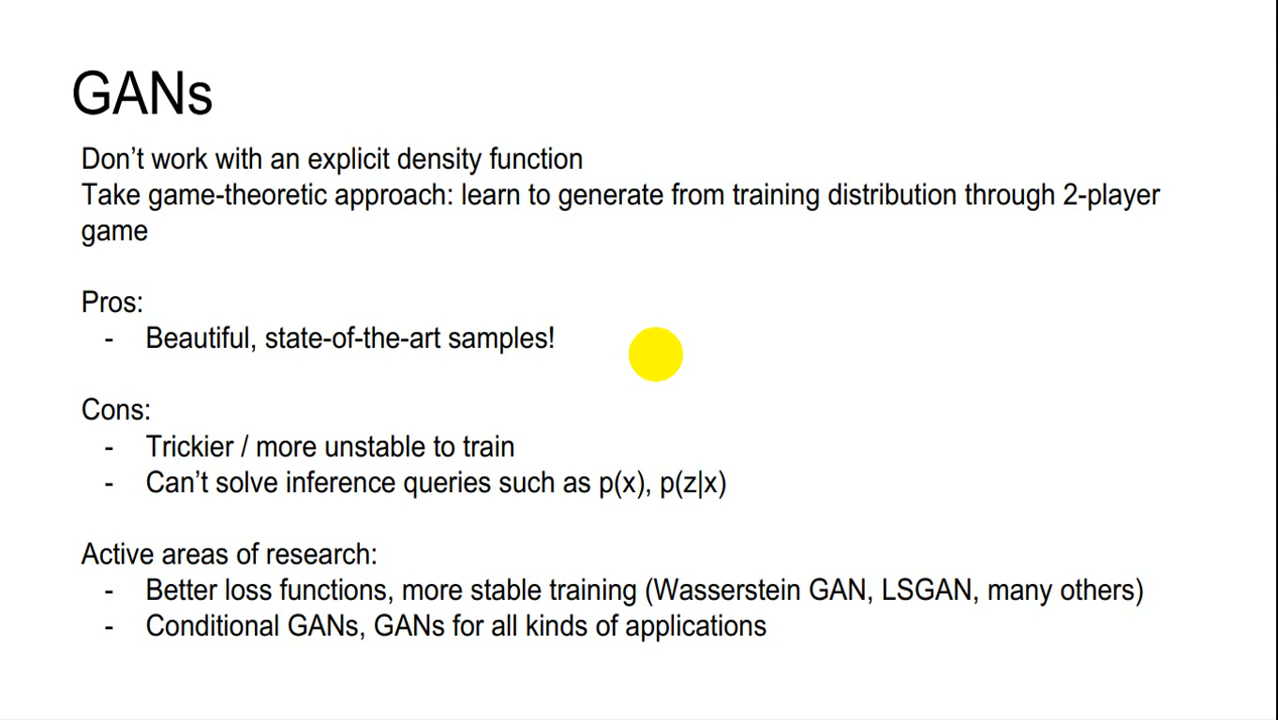 GANs
Don’t work with an explicit density function
Take game-theoretic approach: learn to generate from training distribution through 2-player
game
Pros:
- Beautiful, state-of-the-art samples!
Cons:
- Trickier / more unstable to train
- Can’t solve inference queries such as p(x), p(z|x)
Active areas of research:
- Better loss functions, more stable training (Wasserstein GAN, LSGAN, many others)
- Conditional GANs, GANs for all kinds of applications